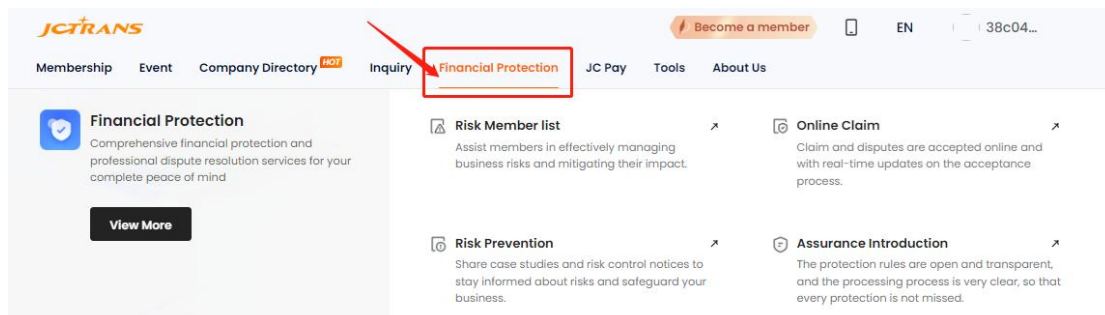 JCTRANS
Become a member
EN
38c04...
Membership
Event
Company Directory HOT
Inquiry
Financial Protection
JC Pay
Tools
About Us
Financial Protection
Comprehensive financial protection and
professional dispute resolution services for your
complete peace of mind
View More
Risk Member list
Assist members in effectively managing
business risks and mitigating their impact.
Online Claim
Claim and disputes are accepted online and
with real-time updates on the acceptance
process.
Risk Prevention
Share case studies and risk control notices to
stay informed about risks and safeguard your
business.
Assurance Introduction
The protection rules are open and transparent,
and the processing process is very clear, so that
every protection is not missed.